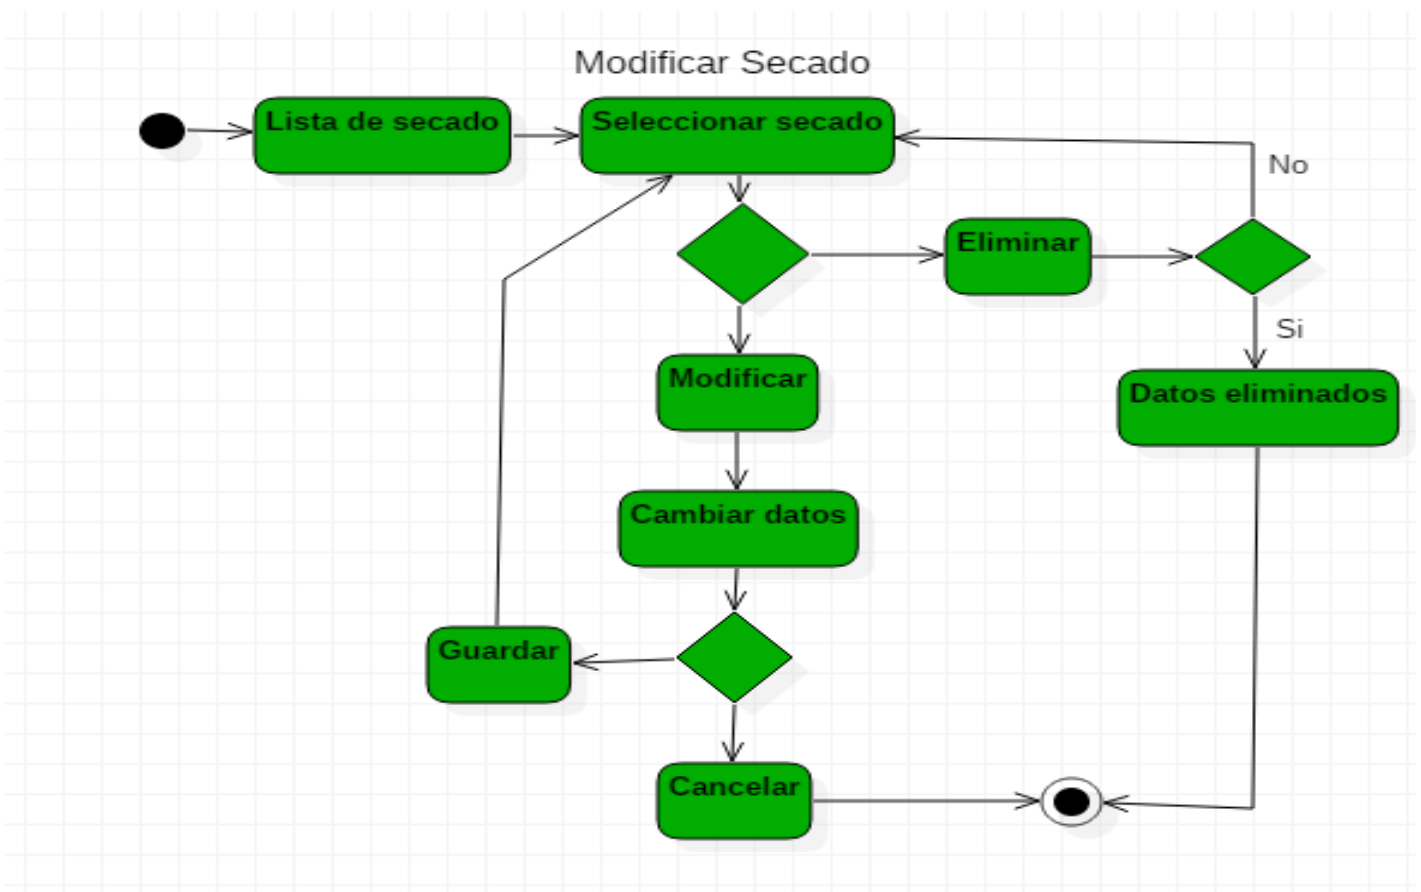 Modificar Secado
Lista de secado
Seleccionar secado
No
Eliminar
Si
Modificar
Datos eliminados
Cambiar datos
Guardar
Cancelar